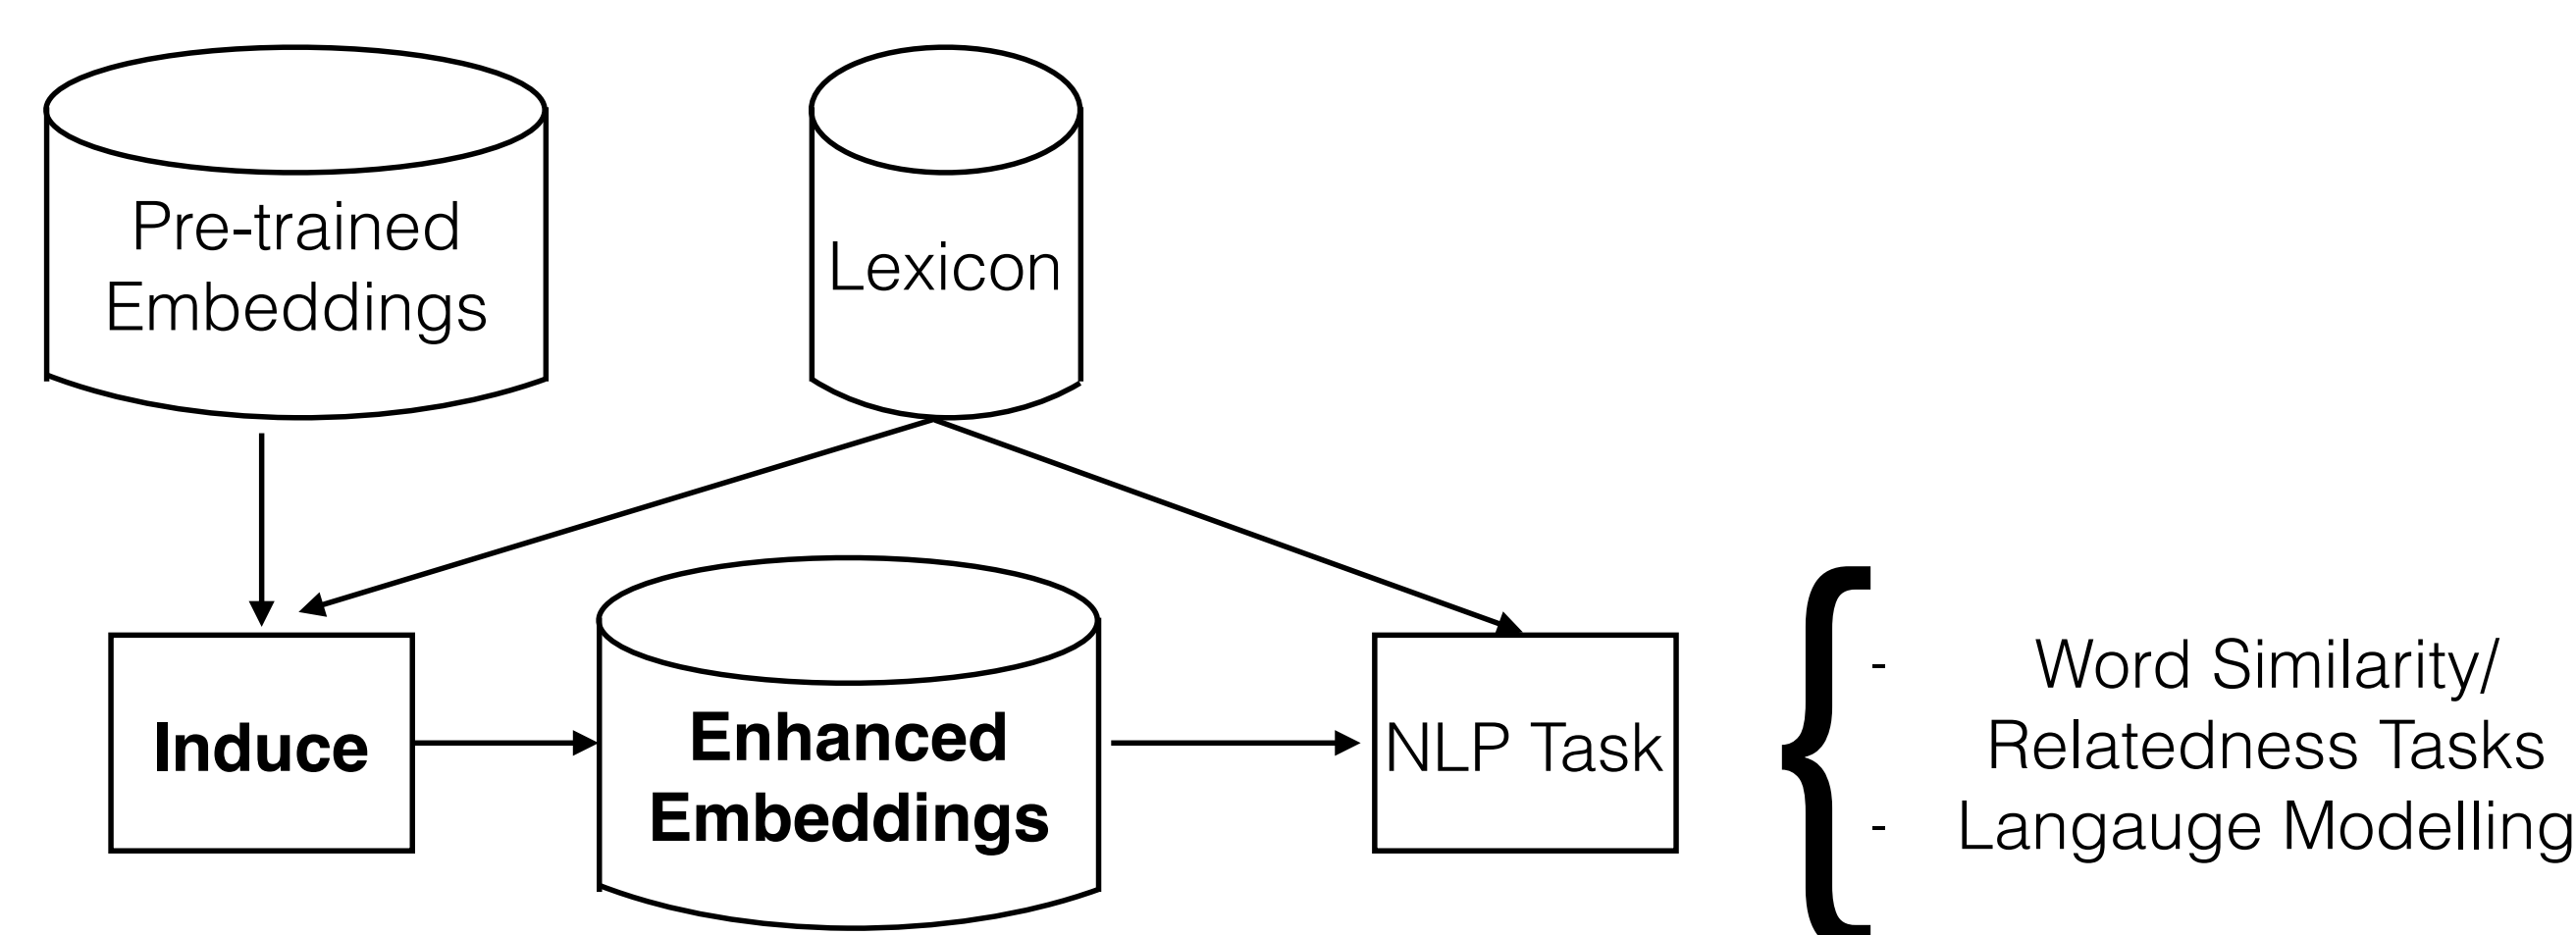 Pre-trained
Embeddings
Lexicon
Induce
Enhanced
Embeddings
NLP Task
- Word Similarity/
Relatedness Tasks
- Langauge Modelling